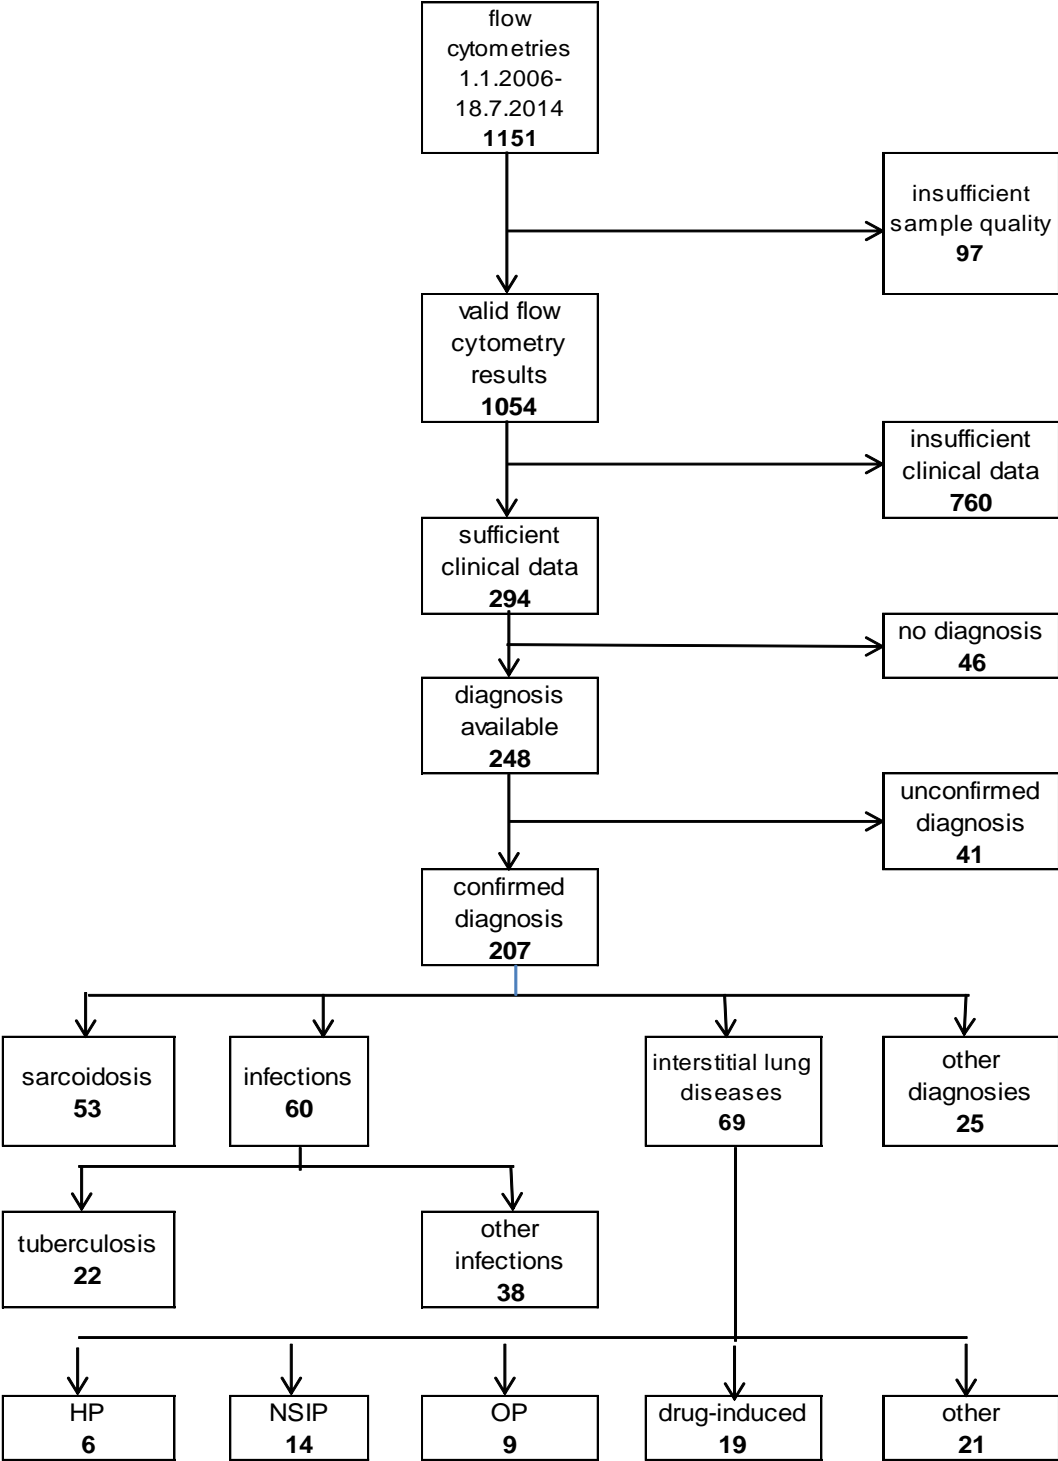 flow
cytometries
1.1.2006-
18.7.2014
1151
insufficient
sample quality
97
valid flow
cytometry
results
1054
insufficient
clinical data
760
sufficient
clinical data
294
no diagnosis
46
diagnosis
available
248
unconfirmed
diagnosis
41
confirmed
diagnosis
207
sarcoidosis
53
infections
60
interstitial lung
diseases
69
other
diagnosies
25
tuberculosis
22
other
infections
38
HP
6
NSIP
14
OP
9
drug-induced
19
other
21